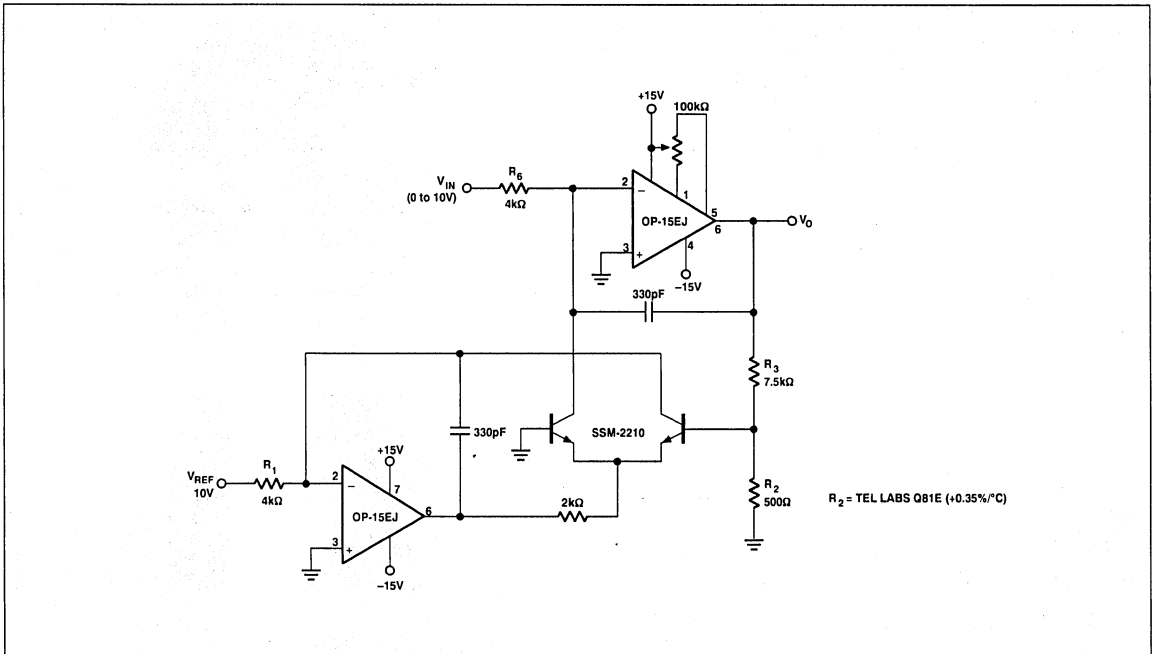 +15V
100kΩ
V_IN
(0 to 10V)
R_6
4kΩ
2
−
1
OP-15EJ
5
6
V_O
3
+
4
−15V
330pF
R_3
7.5kΩ
330pF
SSM-2210
V_REF
10V
R_1
4kΩ
+15V
2
−
7
OP-15EJ
6
2kΩ
R_2
500Ω
R_2 = TEL LABS Q81E (+0.35%/°C)
3
+
−15V